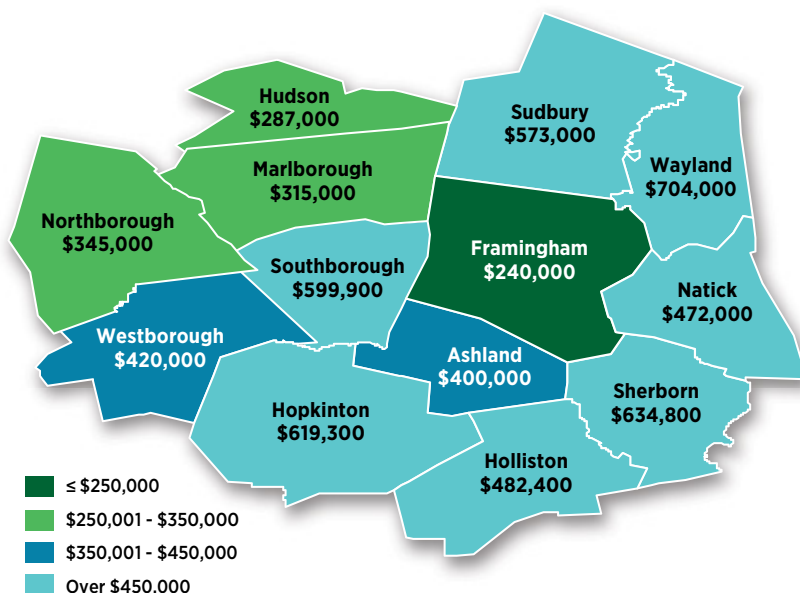 Hudson
$287,000
Sudbury
$573,000
Marlborough
$315,000
Wayland
$704,000
Northborough
$345,000
Framingham
$240,000
Southborough
$599,900
Natick
$472,000
Westborough
$420,000
Ashland
$400,000
Sherborn
$634,800
Hopkinton
$619,300
Holliston
$482,400
≤ $250,000
$250,001 - $350,000
$350,001 - $450,000
Over $450,000